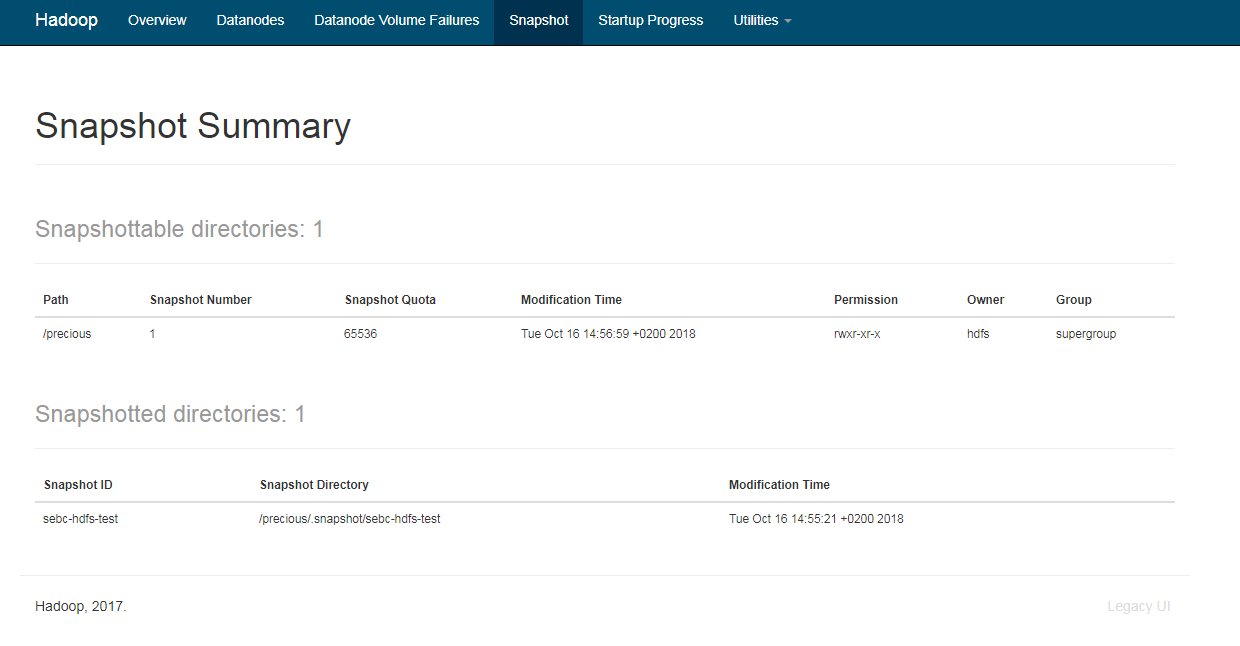 Hadoop Overview Datanodes Datanode Volume Failures Snapshot Startup Progress Utilities
Snapshot Summary
Snapshottable directories: 1
Path Snapshot Number Snapshot Quota Modification Time Permission Owner Group
/precious 1 65536 Tue Oct 16 14:56:59 +0200 2018 rwxr-xr-x hdfs supergroup
Snapshotted directories: 1
Snapshot ID Snapshot Directory Modification Time
sebc-hdfs-test /precious/.snapshot/sebc-hdfs-test Tue Oct 16 14:55:21 +0200 2018
Hadoop, 2017. Legacy UI